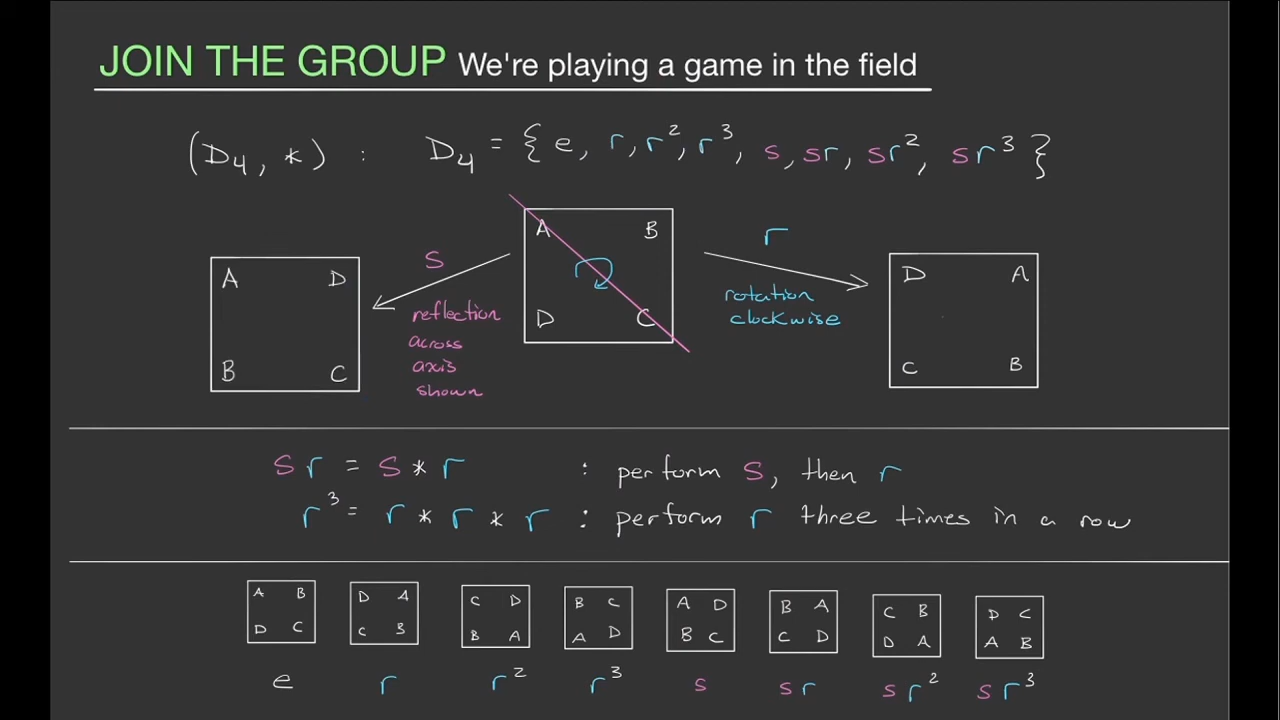 JOIN THE GROUP We're playing a game in the field
(D₄, *) : D₄ = { e, r, r², r³, s, sr, sr², sr³ }
A B
D C
s
reflection
across
axis
shown
r
rotation
clockwise
A D
B C
D A
C B
sr = s * r : perform s, then r
r³ = r * r * r : perform r three times in a row
A B D A C D B C A D B A C B D C
D C C B B A A D B C C D D A A B
e r r² r³ s sr sr² sr³